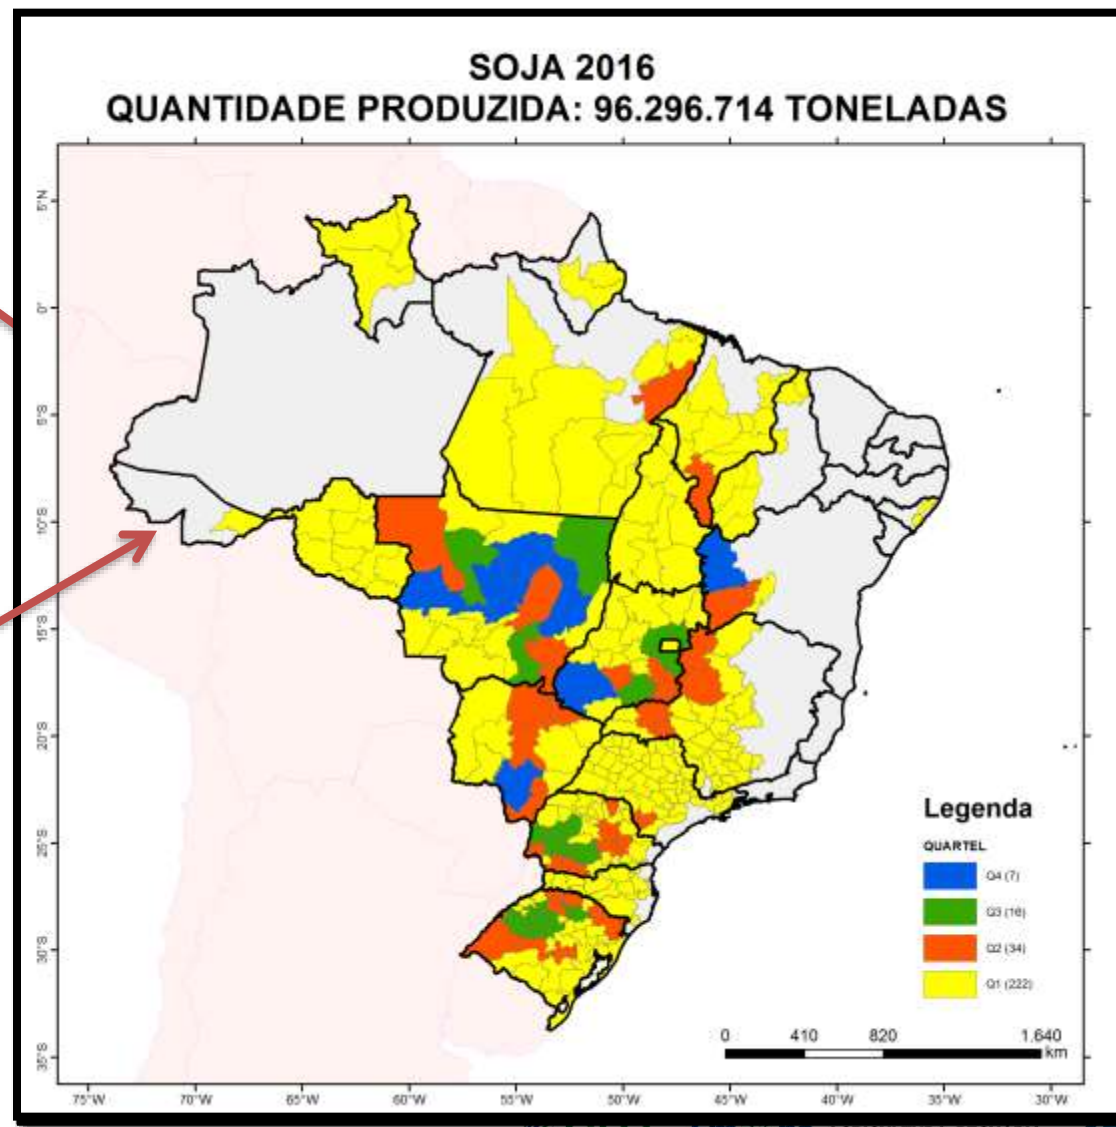 SOJA 2016
QUANTIDADE PRODUZIDA: 96.296.714 TONELADAS
5°N
0°
5°S
10°S
15°S
20°S
25°S
30°S
35°S
Legenda
QUARTEL
Q4 (7)
Q3 (16)
Q2 (34)
Q1 (222)
0 410 820 1.640
km
75°W 70°W 65°W 60°W 55°W 50°W 45°W 40°W 35°W 30°W